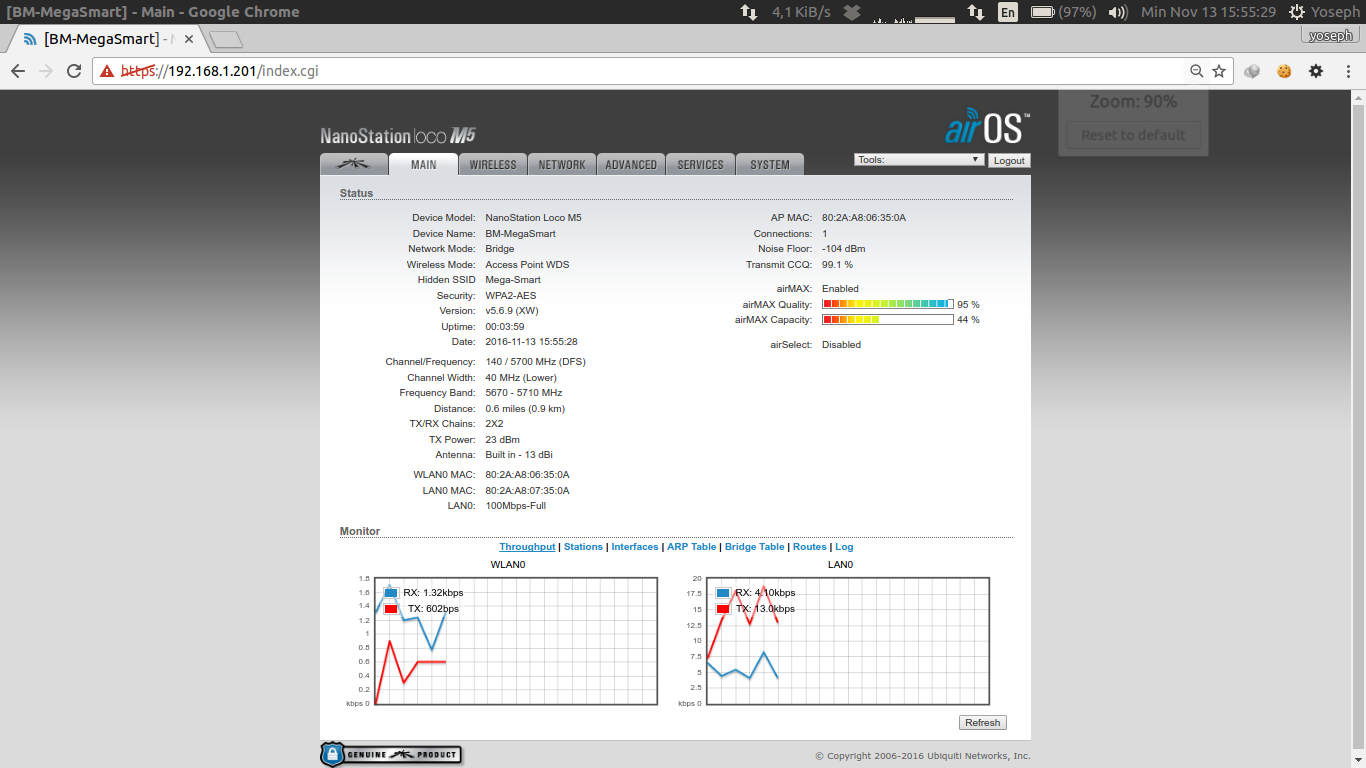 [BM-MegaSmart] - Main - Google Chrome
4,1 KiB/s
En
(97%)
Min Nov 13 15:55:29
Yoseph
[BM-MegaSmart] - M
yoseph
https://192.168.1.201/index.cgi
Zoom: 90%
Reset to default
NanoStation loco M5
airOS™
MAIN
WIRELESS
NETWORK
ADVANCED
SERVICES
SYSTEM
Tools:
Logout
Status
Device Model: NanoStation Loco M5
Device Name: BM-MegaSmart
Network Mode: Bridge
Wireless Mode: Access Point WDS
Hidden SSID Mega-Smart
Security: WPA2-AES
Version: v5.6.9 (XW)
Uptime: 00:03:59
Date: 2016-11-13 15:55:28
Channel/Frequency: 140 / 5700 MHz (DFS)
Channel Width: 40 MHz (Lower)
Frequency Band: 5670 - 5710 MHz
Distance: 0.6 miles (0.9 km)
TX/RX Chains: 2X2
TX Power: 23 dBm
Antenna: Built in - 13 dBi
WLAN0 MAC: 80:2A:A8:06:35:0A
LAN0 MAC: 80:2A:A8:07:35:0A
LAN0: 100Mbps-Full
AP MAC: 80:2A:A8:06:35:0A
Connections: 1
Noise Floor: -104 dBm
Transmit CCQ: 99.1 %
airMAX: Enabled
airMAX Quality: 95 %
airMAX Capacity: 44 %
airSelect: Disabled
Monitor
Throughput | Stations | Interfaces | ARP Table | Bridge Table | Routes | Log
WLAN0
1.8
1.6
1.4
1.2
1
0.8
0.6
0.4
0.2
kbps 0
RX: 1.32kbps
TX: 602bps
LAN0
20
17.5
15
12.5
10
7.5
5
2.5
kbps 0
RX: 4.10kbps
TX: 13.0kbps
Refresh
GENUINE PRODUCT
© Copyright 2006-2016 Ubiquiti Networks, Inc.